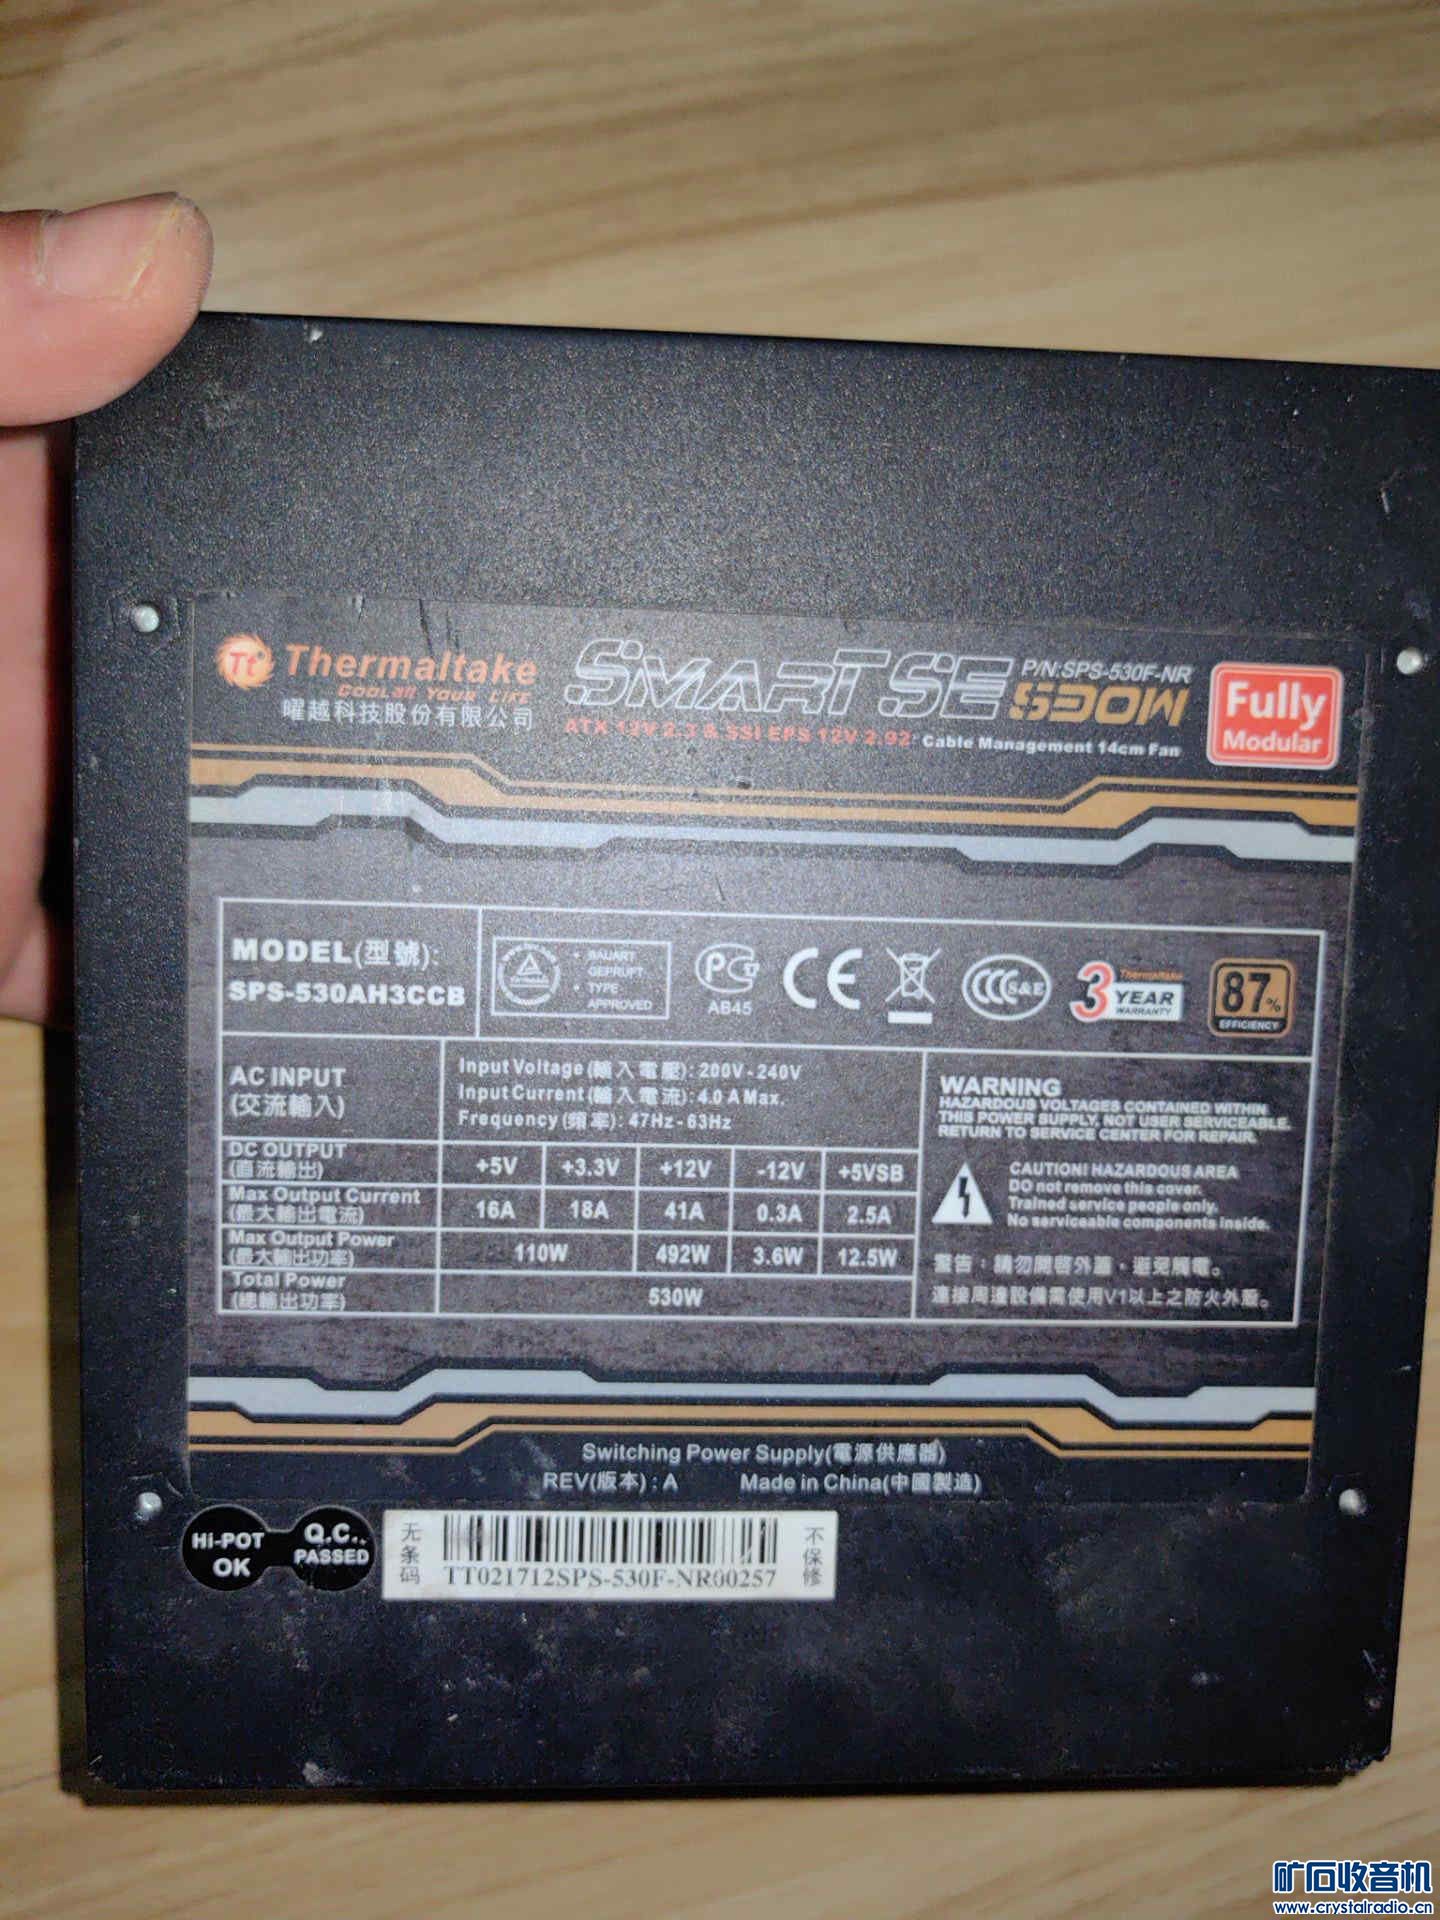 Tt Thermaltake
COOL all YOUR LIFE
曜越科技股份有限公司
SMART SE
P/N:SPS-530F-NR
530W
ATX 12V 2.3 & SSI EPS 12V 2.92
Cable Management 14cm Fan
Fully
Modular
MODEL(型號):
SPS-530AH3CCB
BAUART
GEPRUFT
TYPE
APPROVED
AB45
CE
CCC S&E
Thermaltake
3 YEAR
WARRANTY
87%
EFFICIENCY
AC INPUT
(交流輸入)
Input Voltage(輸入電壓): 200V - 240V
Input Current(輸入電流): 4.0 A Max.
Frequency(頻率): 47Hz - 63Hz
DC OUTPUT
(直流輸出)
+5V +3.3V +12V -12V +5VSB
Max Output Current
(最大輸出電流)
16A 18A 41A 0.3A 2.5A
Max Output Power
(最大輸出功率)
110W 492W 3.6W 12.5W
Total Power
(總輸出功率)
530W
WARNING
HAZARDOUS VOLTAGES CONTAINED WITHIN
THIS POWER SUPPLY, NOT USER SERVICEABLE.
RETURN TO SERVICE CENTER FOR REPAIR.
CAUTION! HAZARDOUS AREA
DO not remove this cover.
Trained service people only.
No serviceable components inside.
警告：請勿開啓外蓋，避免觸電。
連接周邊設備需使用V1以上之防火外蓋。
Switching Power Supply(電源供應器)
REV(版本) : A Made in China(中國製造)
Hi-POT
OK
Q.C.
PASSED
无条码
TT021712SPS-530F-NR00257
不保修
矿石收音机
www.crystalradio.cn